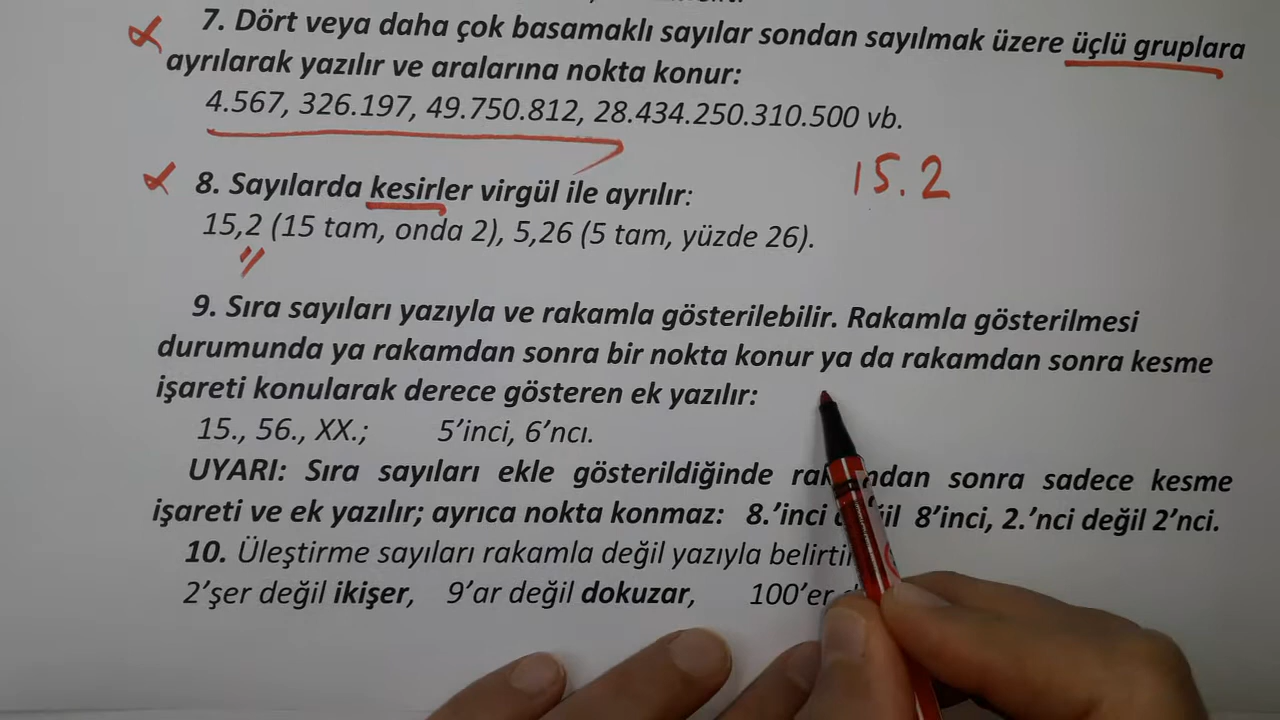 7. Dört veya daha çok basamaklı sayılar sondan sayılmak üzere üçlü gruplara
ayrılarak yazılır ve aralarına nokta konur:
4.567, 326.197, 49.750.812, 28.434.250.310.500 vb.
15.2
8. Sayılarda kesirler virgül ile ayrılır:
15,2 (15 tam, onda 2), 5,26 (5 tam, yüzde 26).
9. Sıra sayıları yazıyla ve rakamla gösterilebilir. Rakamla gösterilmesi
durumunda ya rakamdan sonra bir nokta konur ya da rakamdan sonra kesme
işareti konularak derece gösteren ek yazılır:
15., 56., XX.; 5’inci, 6’ncı.
UYARI: Sıra sayıları ekle gösterildiğinde sonra sadece kesme
işareti ve ek yazılır; ayrıca nokta konmaz: 8.’inci 8’inci, 2.’nci değil 2’nci.
10. Üleştirme sayıları rakamla değil yazıyla
2’şer değil ikişer, 9’ar değil dokuzar, 100’er